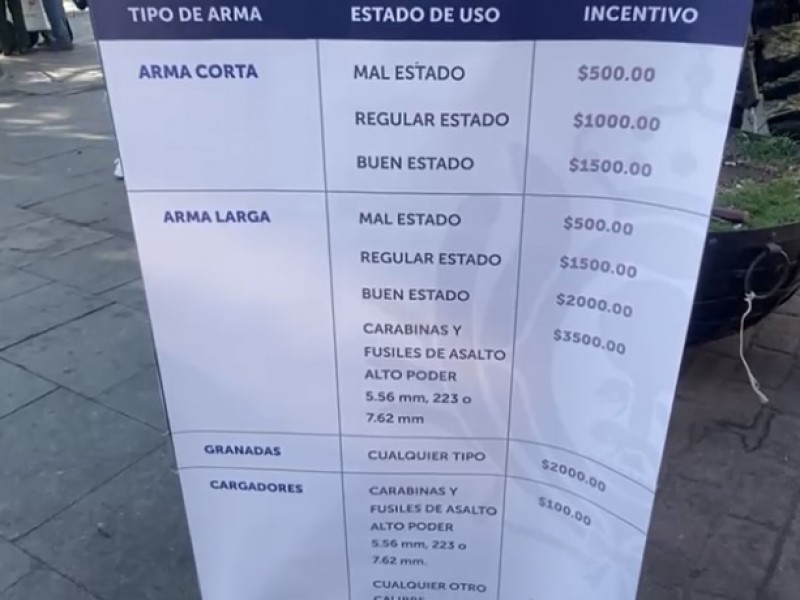 TIPO DE ARMA ESTADO DE USO INCENTIVO
ARMA CORTA MAL ESTADO $500.00
REGULAR ESTADO $1000.00
BUEN ESTADO $1500.00
ARMA LARGA MAL ESTADO $500.00
REGULAR ESTADO $1500.00
BUEN ESTADO $2000.00
CARABINAS Y $3500.00
FUSILES DE ASALTO
ALTO PODER
5.56 mm, 223 o
7.62 mm
GRANADAS CUALQUIER TIPO $2000.00
CARGADORES CARABINAS Y $100.00
FUSILES DE ASALTO
ALTO PODER
5.56 mm, 223 o
7.62 mm.
CUALQUIER OTRO